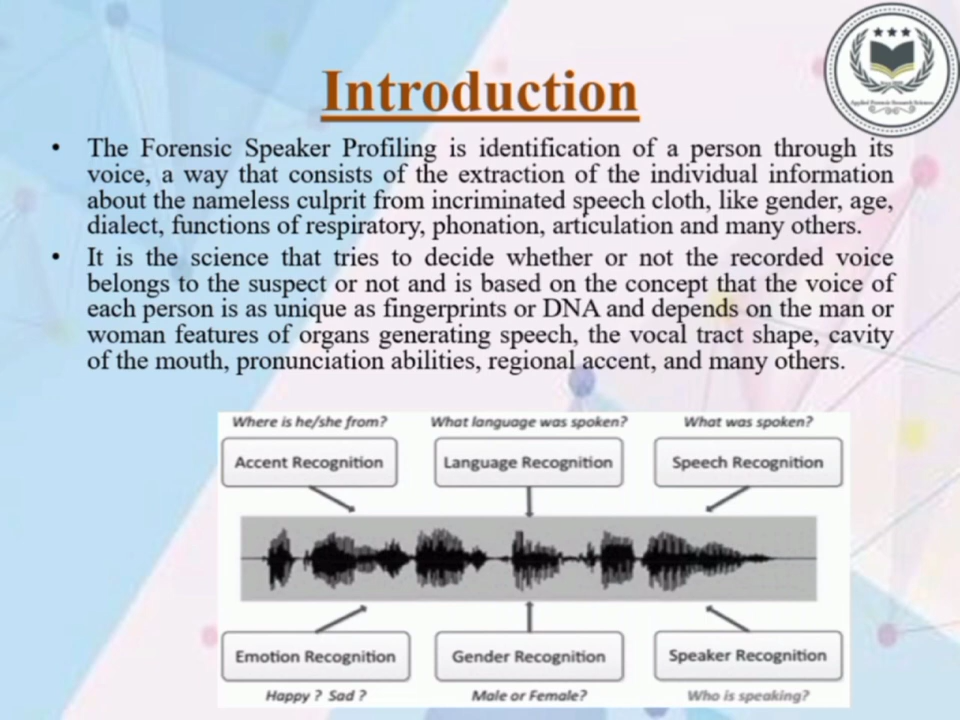 Introduction
• The Forensic Speaker Profiling is identification of a person through its
voice, a way that consists of the extraction of the individual information
about the nameless culprit from incriminated speech cloth, like gender, age,
dialect, functions of respiratory, phonation, articulation and many others.
• It is the science that tries to decide whether or not the recorded voice
belongs to the suspect or not and is based on the concept that the voice of
each person is as unique as fingerprints or DNA and depends on the man or
woman features of organs generating speech, the vocal tract shape, cavity
of the mouth, pronunciation abilities, regional accent, and many others.
Where is he/she from? What language was spoken? What was spoken?
Accent Recognition Language Recognition Speech Recognition
Emotion Recognition Gender Recognition Speaker Recognition
Happy ? Sad ? Male or Female? Who is speaking?
Applied Forensic Research Sciences